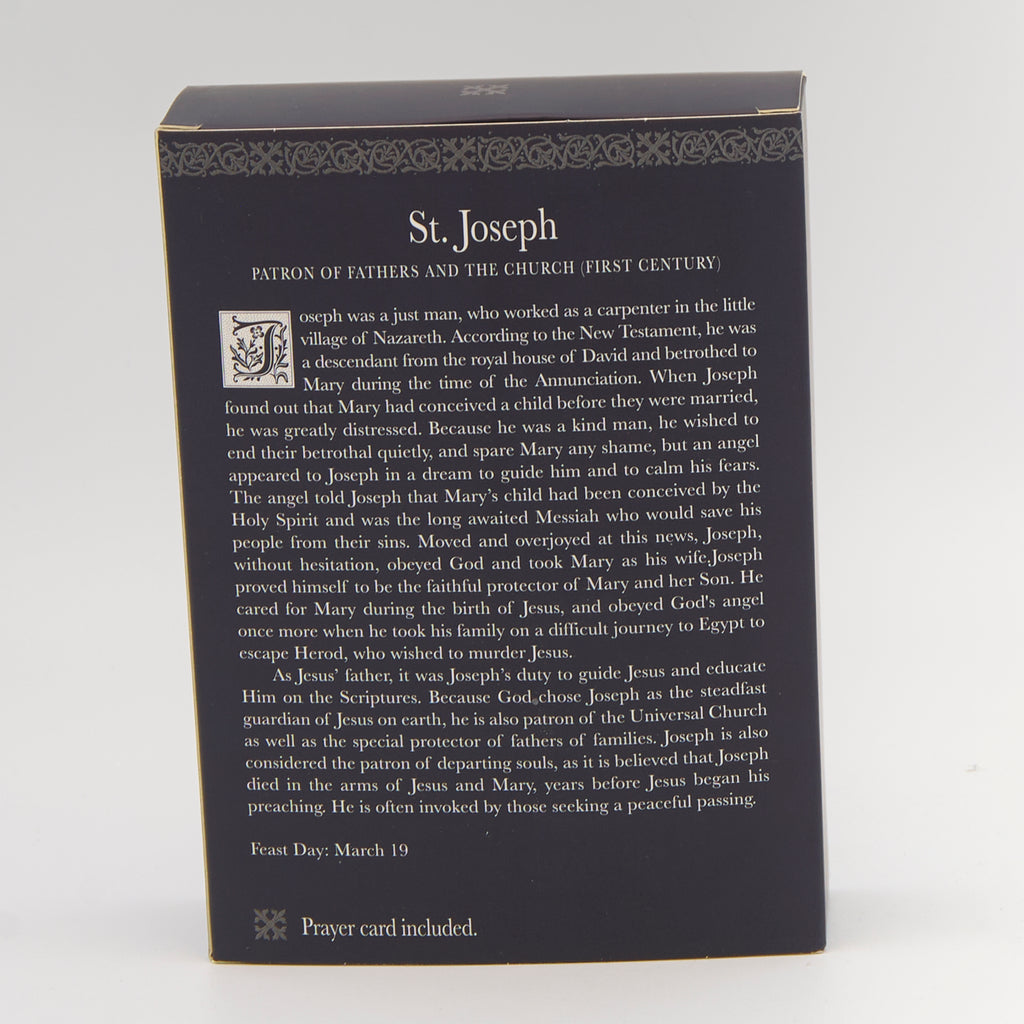 St. Joseph
PATRON OF FATHERS AND THE CHURCH (FIRST CENTURY)
Joseph was a just man, who worked as a carpenter in the little
village of Nazareth. According to the New Testament, he was
a descendant from the royal house of David and betrothed to
Mary during the time of the Annunciation. When Joseph
found out that Mary had conceived a child before they were married,
he was greatly distressed. Because he was a kind man, he wished to
end their betrothal quietly, and spare Mary any shame, but an angel
appeared to Joseph in a dream to guide him and to calm his fears.
The angel told Joseph that Mary's child had been conceived by the
Holy Spirit and was the long awaited Messiah who would save his
people from their sins. Moved and overjoyed at this news, Joseph,
without hesitation, obeyed God and took Mary as his wife.Joseph
proved himself to be the faithful protector of Mary and her Son. He
cared for Mary during the birth of Jesus, and obeyed God's angel
once more when he took his family on a difficult journey to Egypt to
escape Herod, who wished to murder Jesus.
As Jesus' father, it was Joseph's duty to guide Jesus and educate
Him on the Scriptures. Because God chose Joseph as the steadfast
guardian of Jesus on earth, he is also patron of the Universal Church
as well as the special protector of fathers of families. Joseph is also
considered the patron of departing souls, as it is believed that Joseph
died in the arms of Jesus and Mary, years before Jesus began his
preaching. He is often invoked by those seeking a peaceful passing.
Feast Day: March 19
Prayer card included.